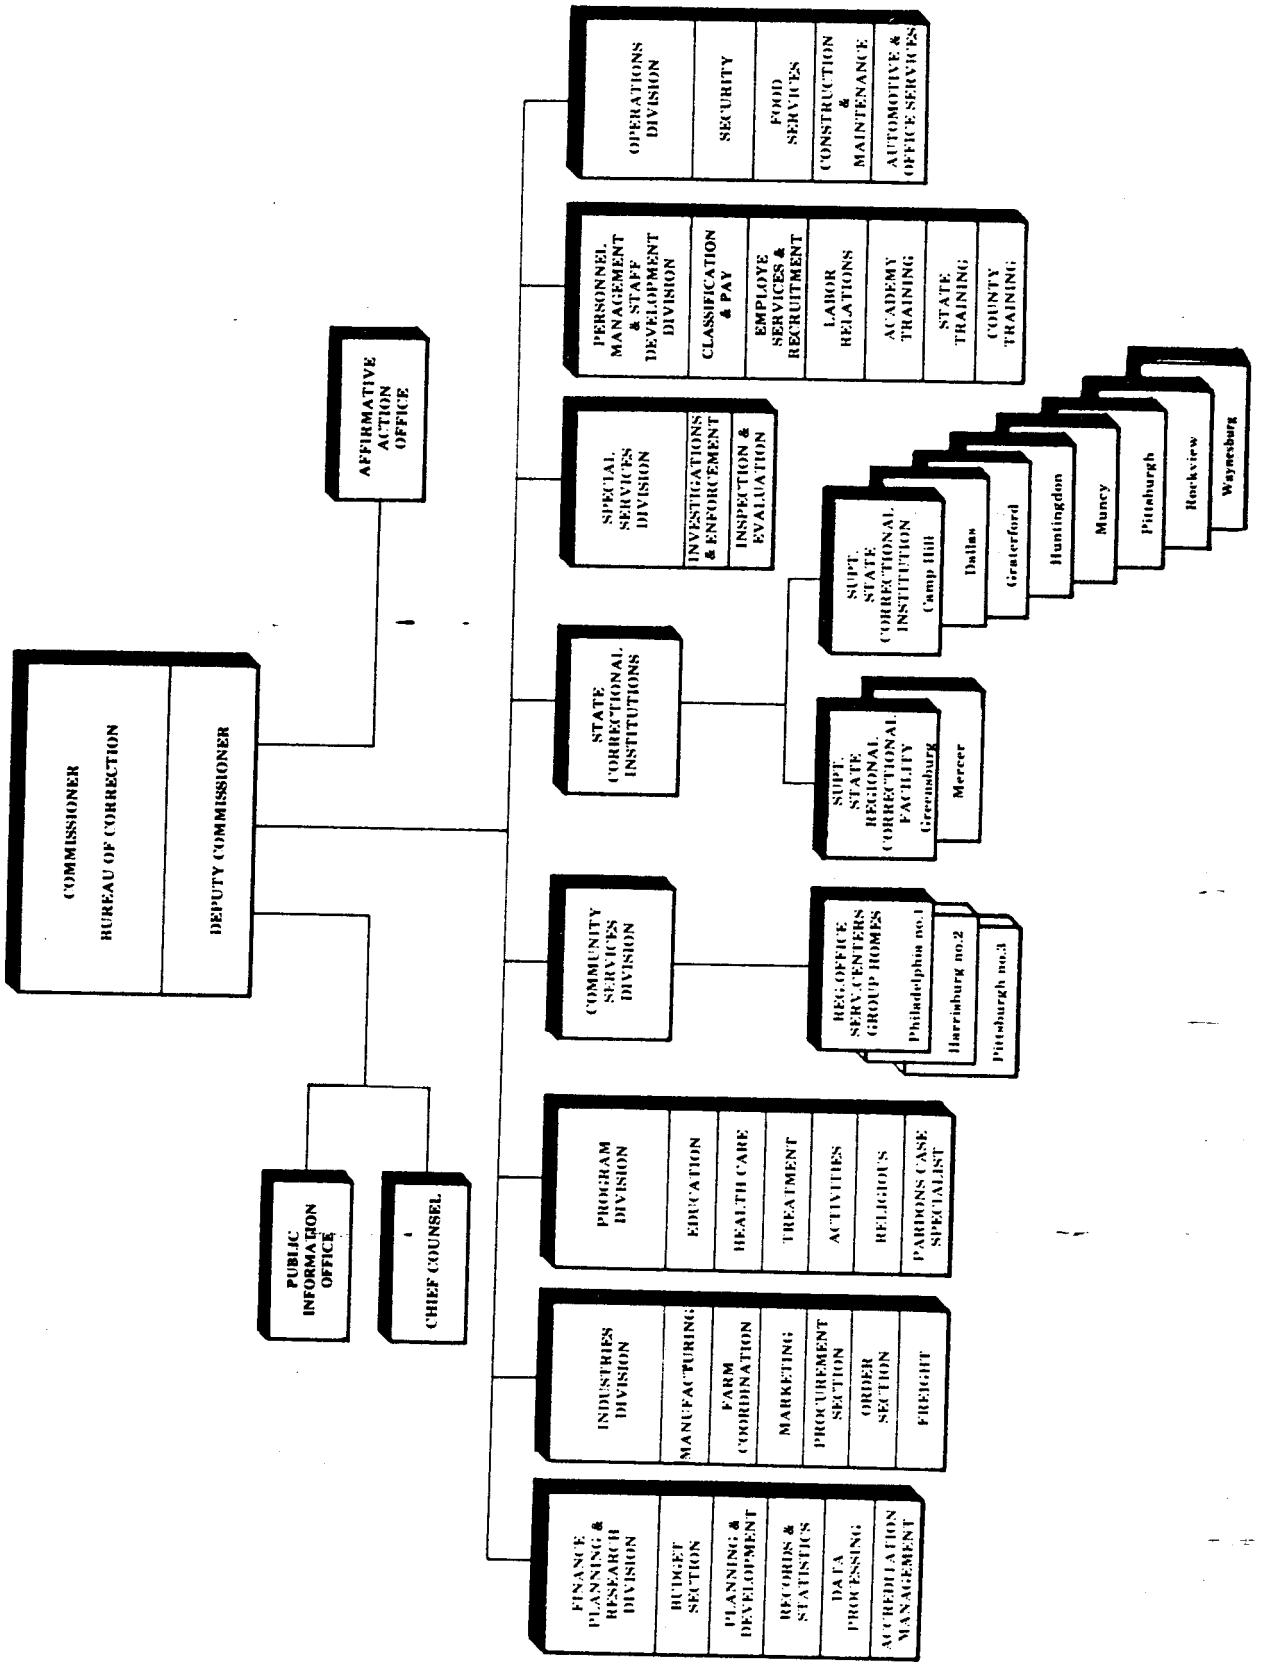 COMMISSIONER
BUREAU OF CORRECTION
DEPUTY COMMISSIONER
PUBLIC
INFORMATION
OFFICE
CHIEF COUNSEL
AFFIRMATIVE
ACTION
OFFICE
FINANCE
PLANNING &
RESEARCH
DIVISION
BUDGET
SECTION
PLANNING &
DEVELOPMENT
RECORDS &
STATISTICS
DATA
PROCESSING
ACCREDITATION
MANAGEMENT
INDUSTRIES
DIVISION
MANUFACTURING
FARM
COORDINATION
MARKETING
PROCUREMENT
SECTION
ORDER
SECTION
FREIGHT
PROGRAM
DIVISION
EDUCATION
HEALTH CARE
TREATMENT
ACTIVITIES
RELIGIOUS
PARDONS CASE
SPECIALIST
COMMUNITY
SERVICES
DIVISION
REG.OFFICE
SERV.CENTERS
GROUP HOMES
Philadelphia no.1
Harrisburg no.2
Pittsburgh no.3
STATE
CORRECTIONAL
INSTITUTIONS
SUPT.
STATE
REGIONAL
CORRECTIONAL
FACILITY
Greensburg
Mercer
SUPT.
STATE
CORRECTIONAL
INSTITUTION
Camp Hill
Dallas
Graterford
Huntingdon
Muncy
Pittsburgh
Rockview
Waynesburg
SPECIAL
SERVICES
DIVISION
INVESTIGATIONS
& ENFORCEMENT
INSPECTION &
EVALUATION
PERSONNEL
MANAGEMENT
& STAFF
DEVELOPMENT
DIVISION
CLASSIFICATION
& PAY
EMPLOYE
SERVICES &
RECRUITMENT
LABOR
RELATIONS
ACADEMY
TRAINING
STATE
TRAINING
COUNTY
TRAINING
OPERATIONS
DIVISION
SECURITY
FOOD
SERVICES
CONSTRUCTION
&
MAINTENANCE
AUTOMOTIVE &
OFFICE SERVICES